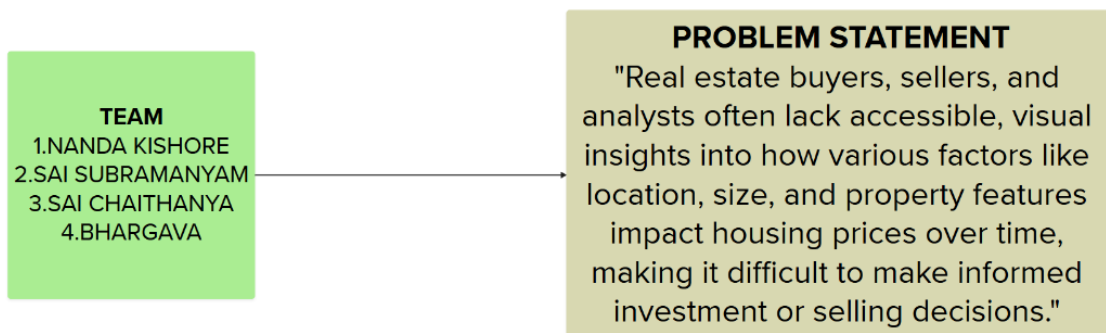 TEAM
1.NANDA KISHORE
2.SAI SUBRAMANYAM
3.SAI CHAITHANYA
4.BHARGAVA
PROBLEM STATEMENT
"Real estate buyers, sellers, and
analysts often lack accessible, visual
insights into how various factors like
location, size, and property features
impact housing prices over time,
making it difficult to make informed
investment or selling decisions."